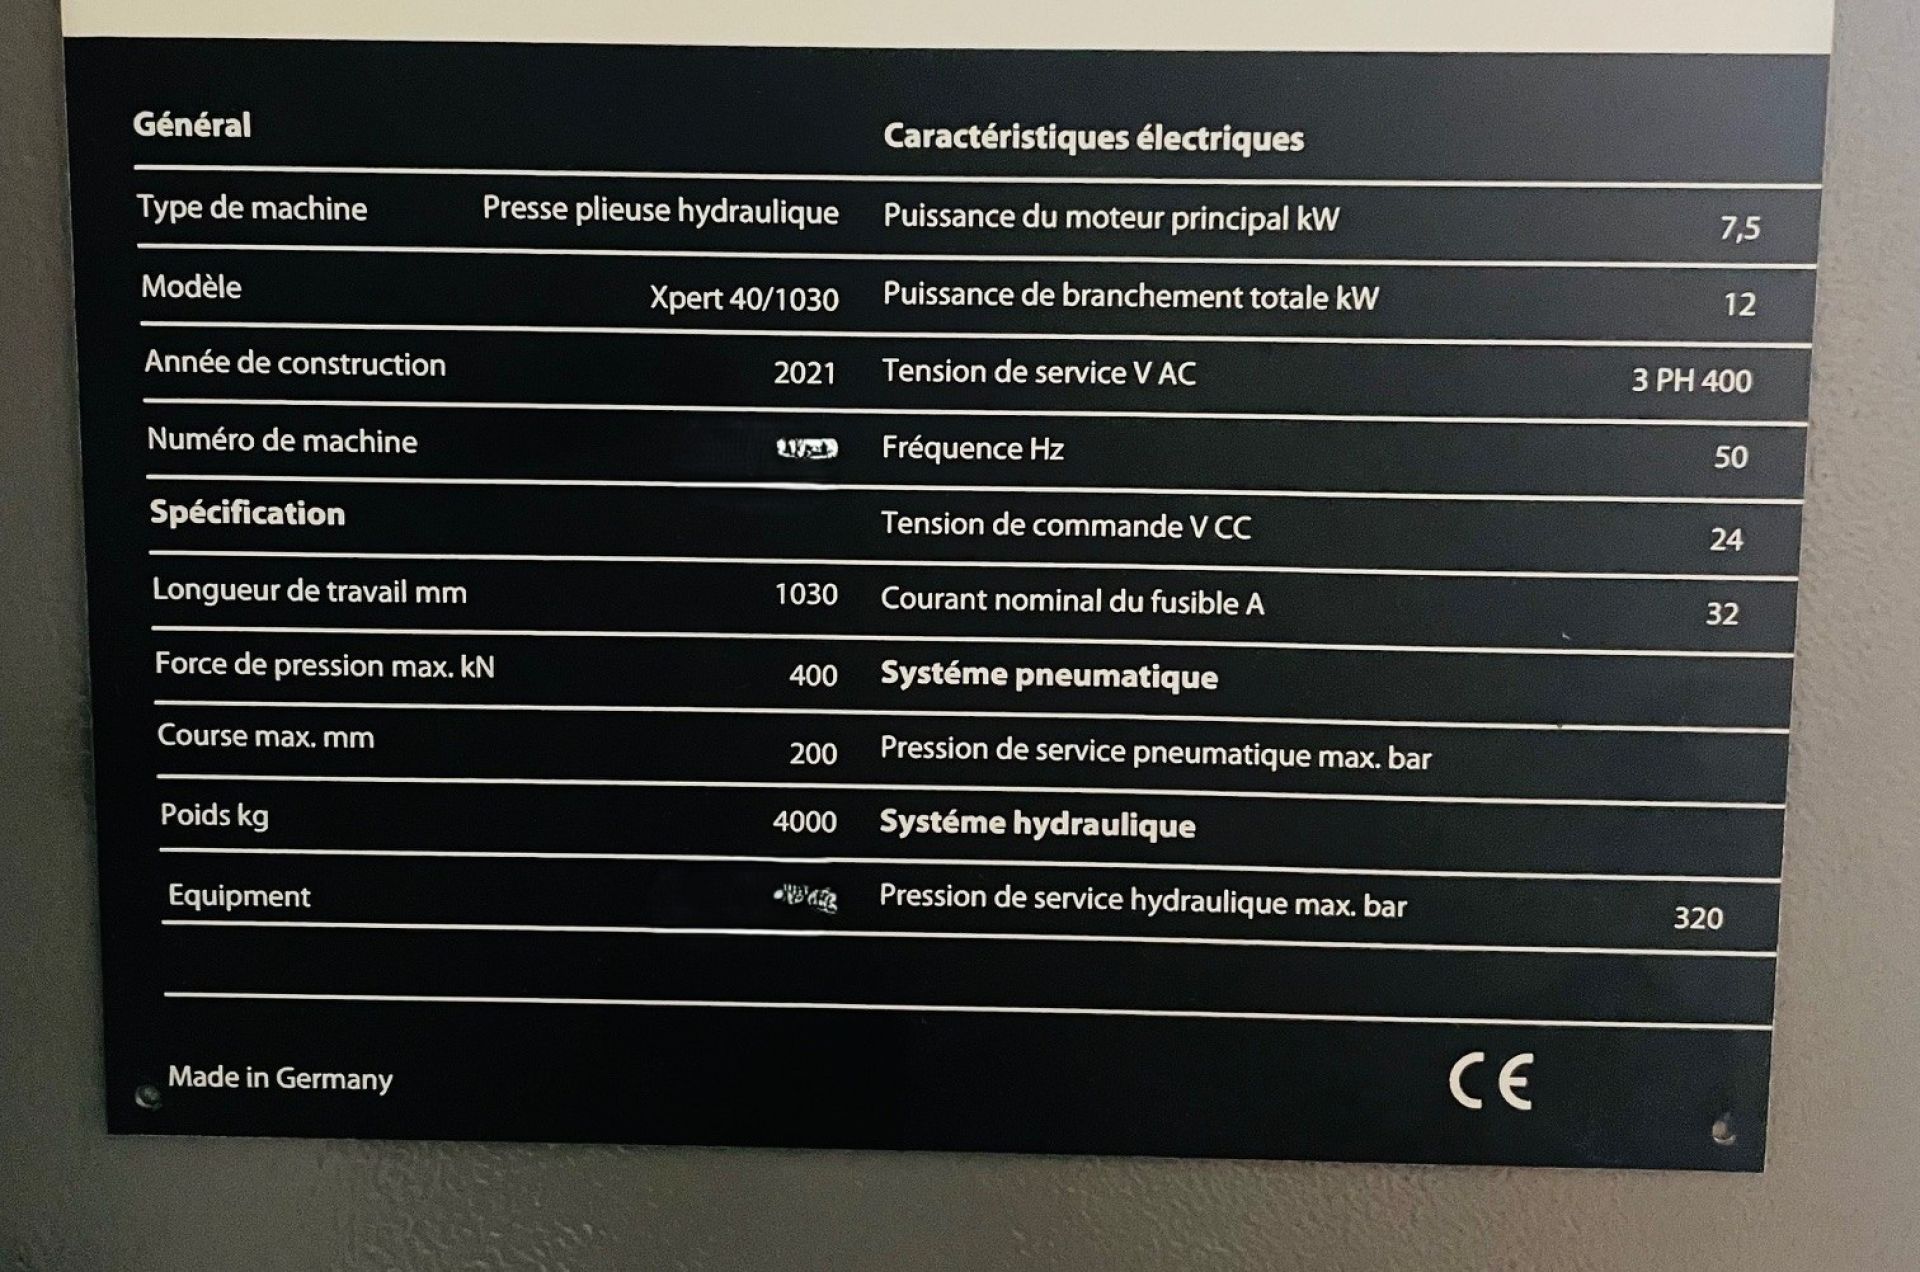 Général
Type de machine Presse plieuse hydraulique
Modèle Xpert 40/1030
Année de construction 2021
Numéro de machine
Spécification
Longueur de travail mm 1030
Force de pression max. kN 400
Course max. mm 200
Poids kg 4000
Equipment
Caractéristiques électriques
Puissance du moteur principal kW 7,5
Puissance de branchement totale kW 12
Tension de service V AC 3 PH 400
Fréquence Hz 50
Tension de commande V CC 24
Courant nominal du fusible A 32
Systéme pneumatique
Pression de service pneumatique max. bar
Systéme hydraulique
Pression de service hydraulique max. bar 320
Made in Germany
CE